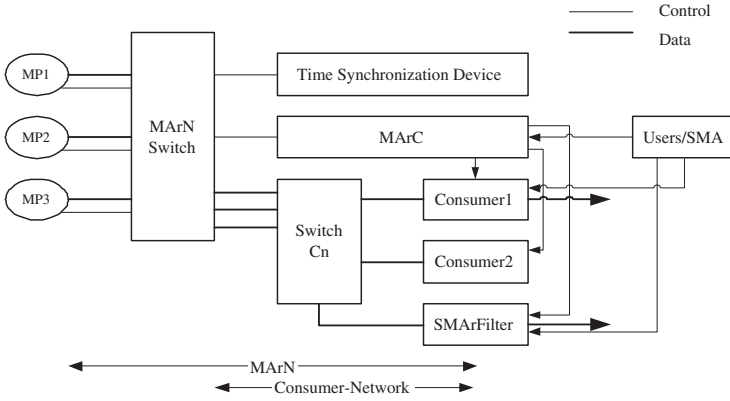 Control
Data
MP1
MArN
Switch
Time Synchronization Device
MP2
MArC
Users/SMA
MP3
Switch
Cn
Consumer1
Consumer2
SMArFilter
MArN
Consumer-Network